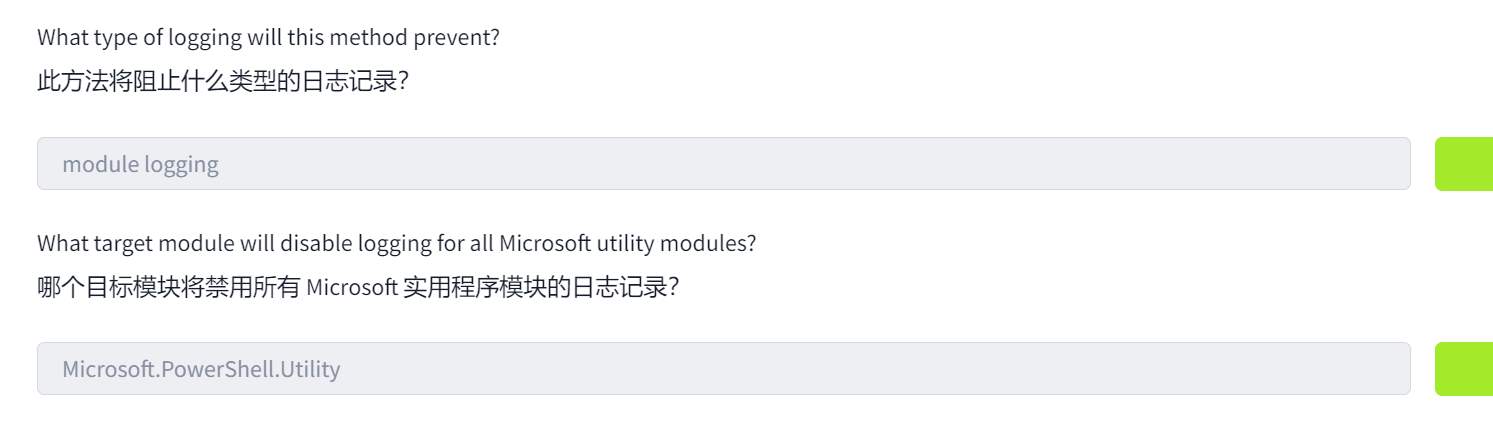 What type of logging will this method prevent?
此方法将阻止什么类型的日志记录？
module logging
What target module will disable logging for all Microsoft utility modules?
哪个目标模块将禁用所有 Microsoft 实用程序模块的日志记录？
Microsoft.PowerShell.Utility